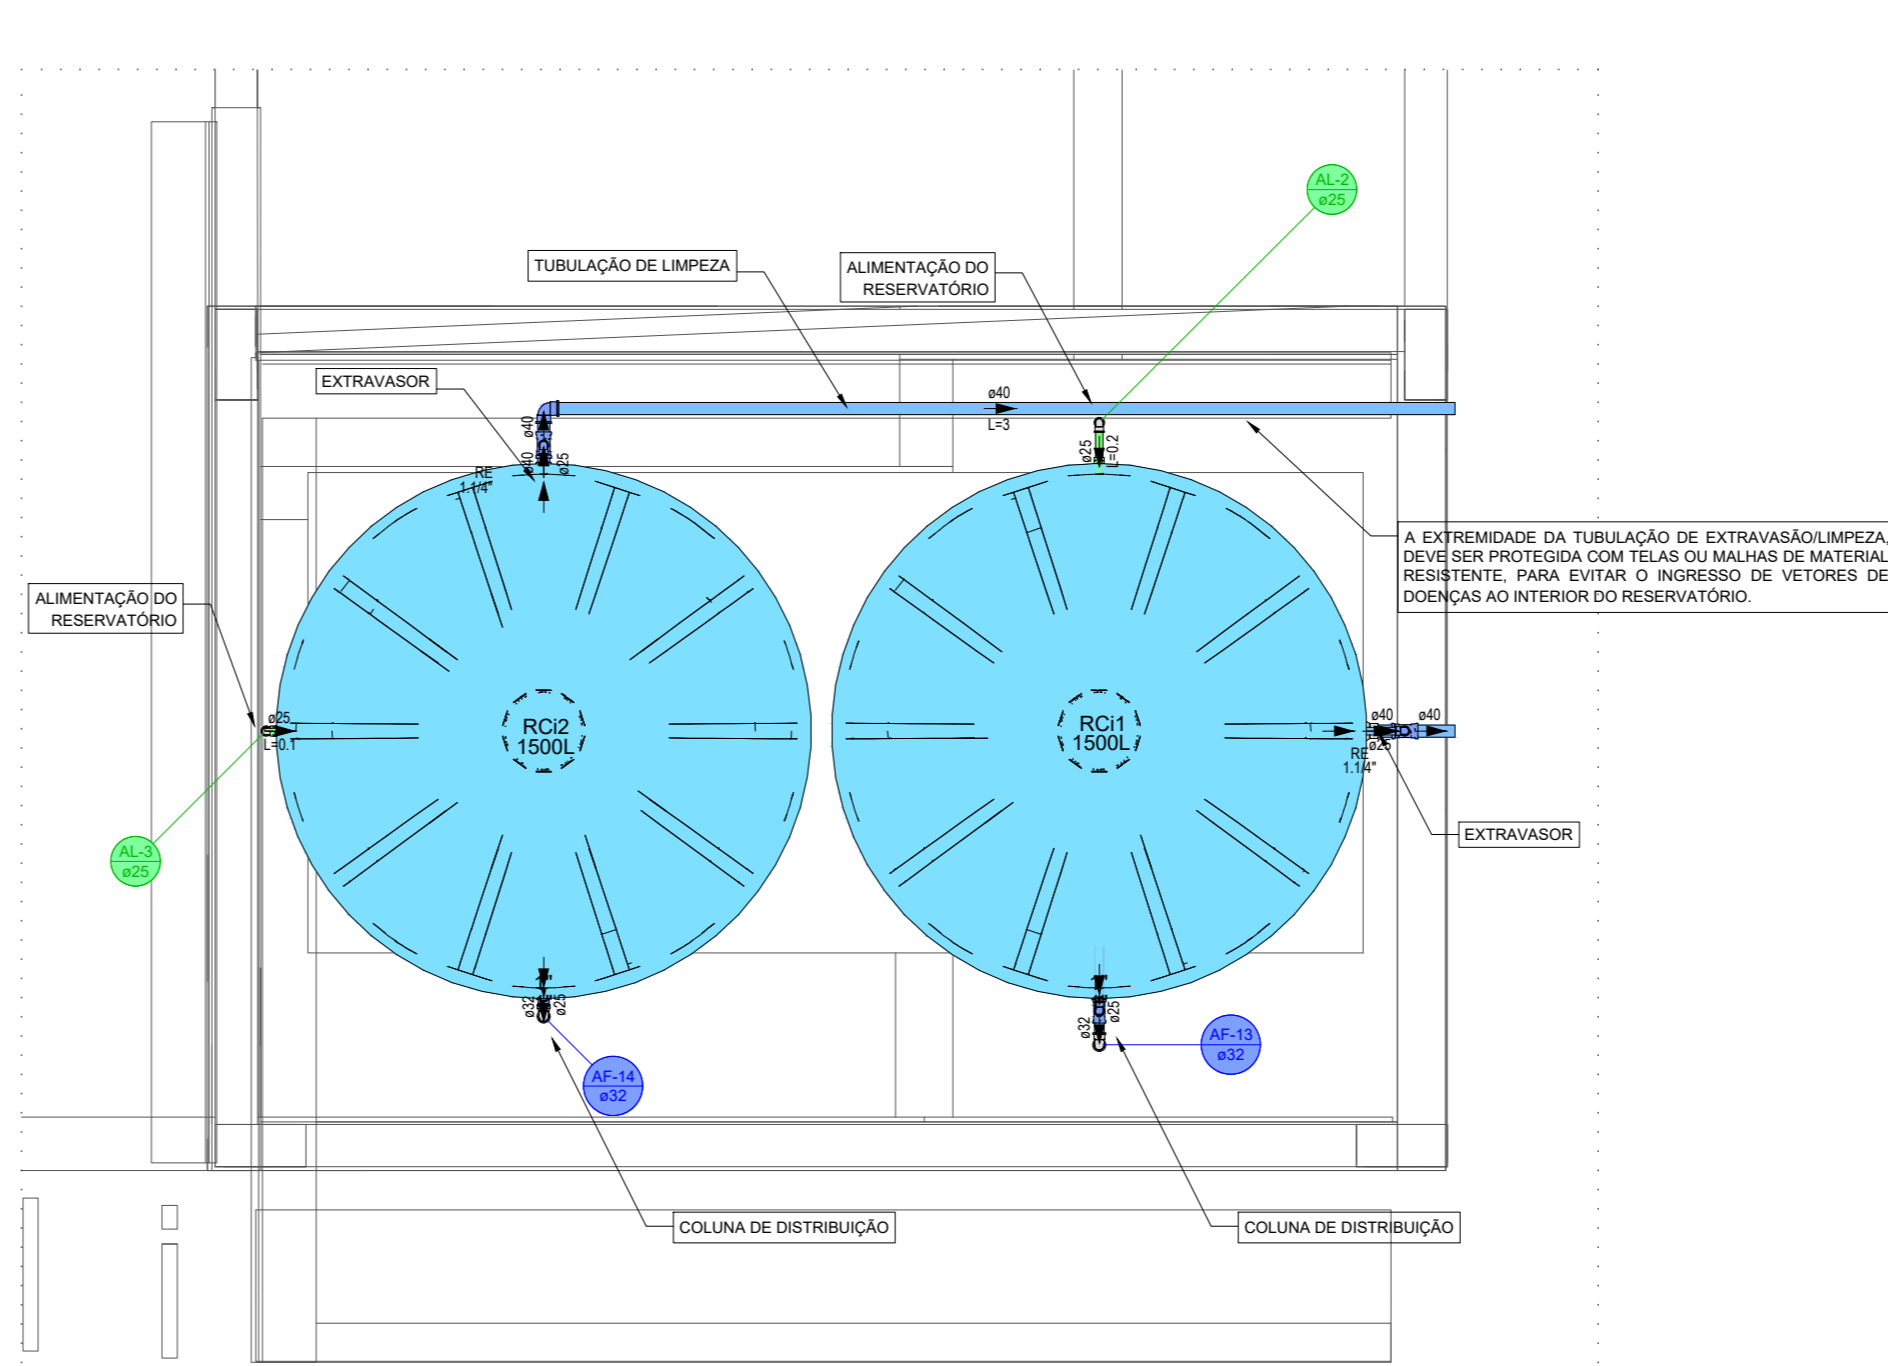 AL-2
ø25
TUBULAÇÃO DE LIMPEZA
ALIMENTAÇÃO DO
RESERVATÓRIO
EXTRAVASOR
ø40
L=3
ø40
ø40
ø25
RE
1.1/4"
ø25
L=0.2
A EXTREMIDADE DA TUBULAÇÃO DE EXTRAVASÃO/LIMPEZA,
DEVE SER PROTEGIDA COM TELAS OU MALHAS DE MATERIAL
RESISTENTE, PARA EVITAR O INGRESSO DE VETORES DE
DOENÇAS AO INTERIOR DO RESERVATÓRIO.
ALIMENTAÇÃO DO
RESERVATÓRIO
ø25
L=0.1
RCi2
1500L
RCi1
1500L
ø40
ø40
ø25
RE
1.1/4"
EXTRAVASOR
AL-3
ø25
ø32
ø25
ø32
ø25
AF-14
ø32
AF-13
ø32
COLUNA DE DISTRIBUIÇÃO
COLUNA DE DISTRIBUIÇÃO